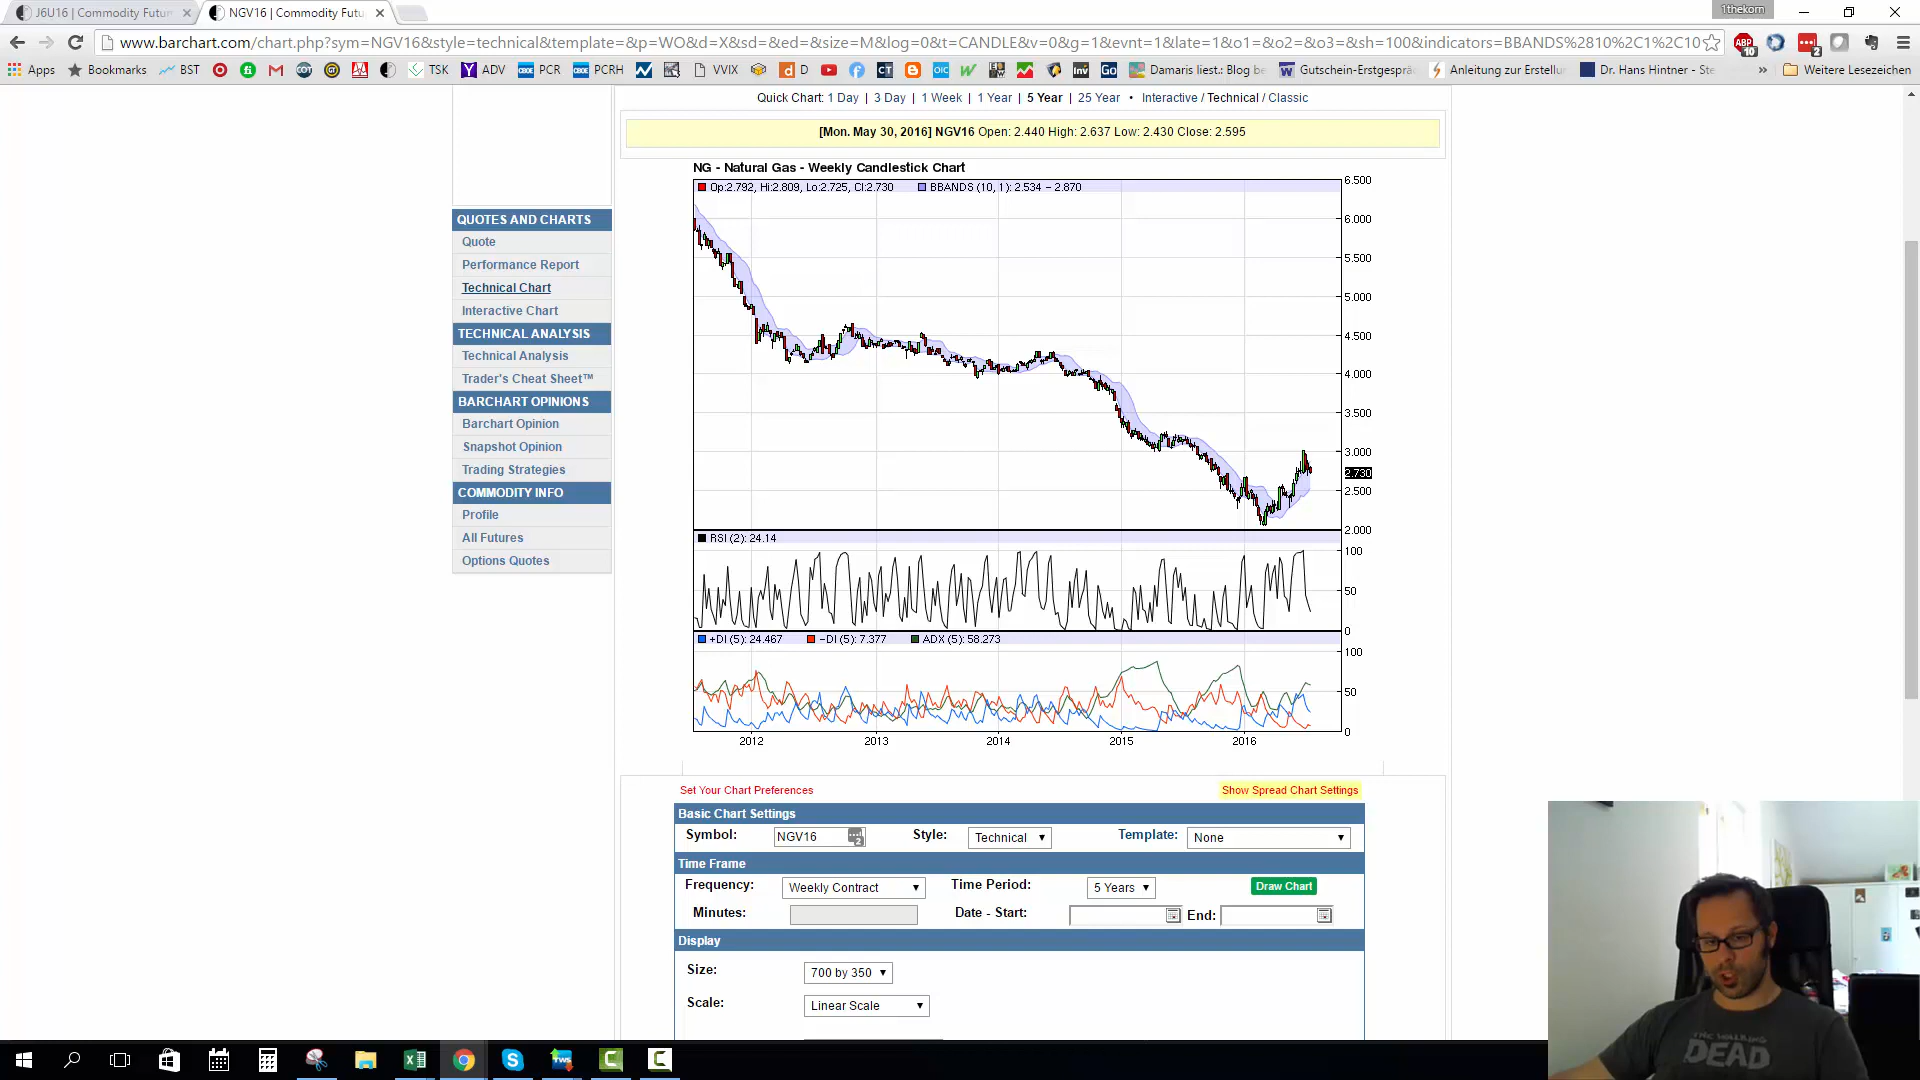 J6U16 | Commodity Futur
NGV16 | Commodity Futu
1thekorn
www.barchart.com/chart.php?sym=NGV16&style=technical&template=&p=WO&d=X&sd=&ed=&size=M&log=0&t=CANDLE&v=0&g=1&evnt=1&late=1&o1=&o2=&o3=&sh=100&indicators=BBANDS%2810%2C1%2C10
Apps Bookmarks BST TSK ADV PCR PCRH VVIX D Damaris liest.: Blog be Gutschein-Erstgespräc Anleitung zur Erstellu Dr. Hans Hintner - Ste » Weitere Lesezeichen
Quick Chart: 1 Day | 3 Day | 1 Week | 1 Year | 5 Year | 25 Year • Interactive / Technical / Classic
[Mon. May 30, 2016] NGV16 Open: 2.440 High: 2.637 Low: 2.430 Close: 2.595
NG - Natural Gas - Weekly Candlestick Chart
Op:2.792, Hi:2.809, Lo:2.725, Cl:2.730 BBANDS (10, 1): 2.534 – 2.870
6.500
6.000
5.500
5.000
4.500
4.000
3.500
3.000
2.730
2.500
2.000
RSI (2): 24.14
100
50
0
+DI (5): 24.467 –DI (5): 7.377 ADX (5): 58.273
100
50
0
2012 2013 2014 2015 2016
QUOTES AND CHARTS
Quote
Performance Report
Technical Chart
Interactive Chart
TECHNICAL ANALYSIS
Technical Analysis
Trader's Cheat Sheet™
BARCHART OPINIONS
Barchart Opinion
Snapshot Opinion
Trading Strategies
COMMODITY INFO
Profile
All Futures
Options Quotes
Set Your Chart Preferences Show Spread Chart Settings
Basic Chart Settings
Symbol: NGV16 Style: Technical Template: None
Time Frame
Frequency: Weekly Contract Time Period: 5 Years Draw Chart
Minutes: Date - Start: End:
Display
Size: 700 by 350
Scale: Linear Scale
THE WALKING
DEAD